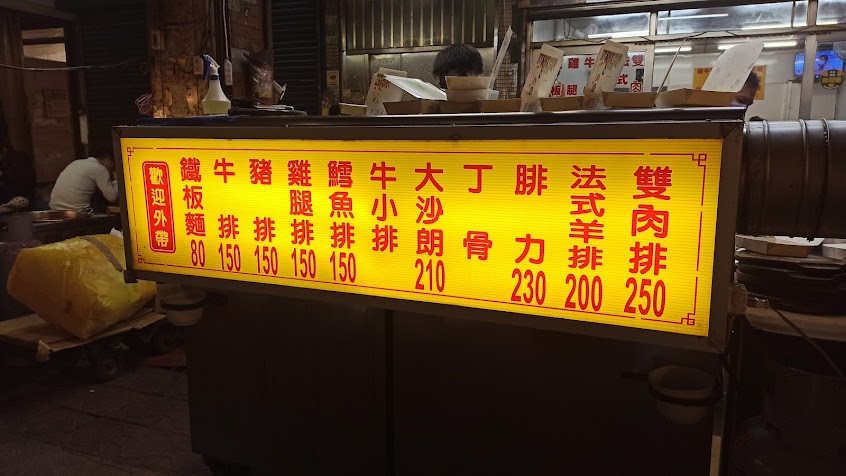 歡迎外帶
鐵板麵 80
牛排 150
豬排 150
雞腿排 150
鱈魚排 150
牛小排
大沙朗 210
丁骨
腓力 230
法式羊排 200
雙肉排 250